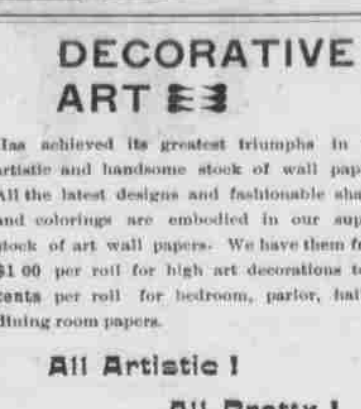 DECORATIVE
ART
Has achieved its greatest triumphs in
artistic and handsome stock of wall pap
All the latest designs and fashionable sha
and colorings are embodied in our sup
stock of art wall papers. We have them f
$1 00 per roll for high art decorations t
cents per roll for bedroom, parlor, hal
dining room papers.
All Artistic !
All Pretty !